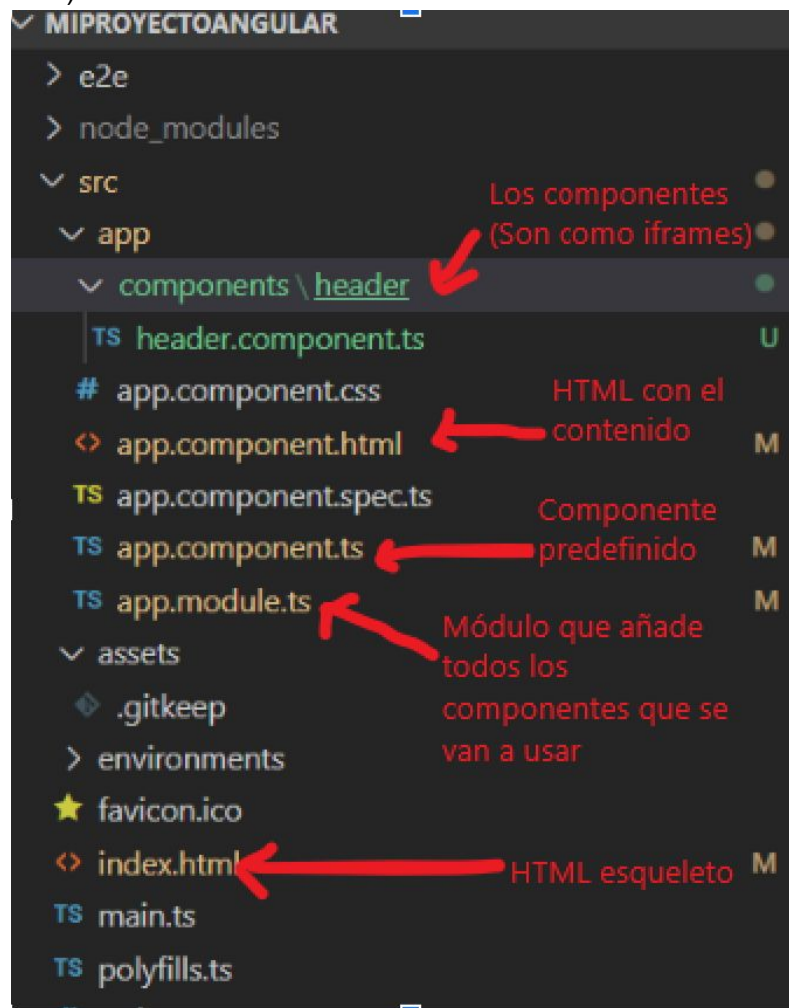 MIPROYECTOANGULAR
e2e
node_modules
src
Los componentes
(Son como iframes)
app
components \ header
TS header.component.ts U
# app.component.css
HTML con el
contenido
<> app.component.html M
TS app.component.spec.ts
Componente
predefinido
TS app.component.ts M
TS app.module.ts M
Módulo que añade
todos los
componentes que se
van a usar
assets
.gitkeep
environments
favicon.ico
<> index.html M
HTML esqueleto
TS main.ts
TS polyfills.ts